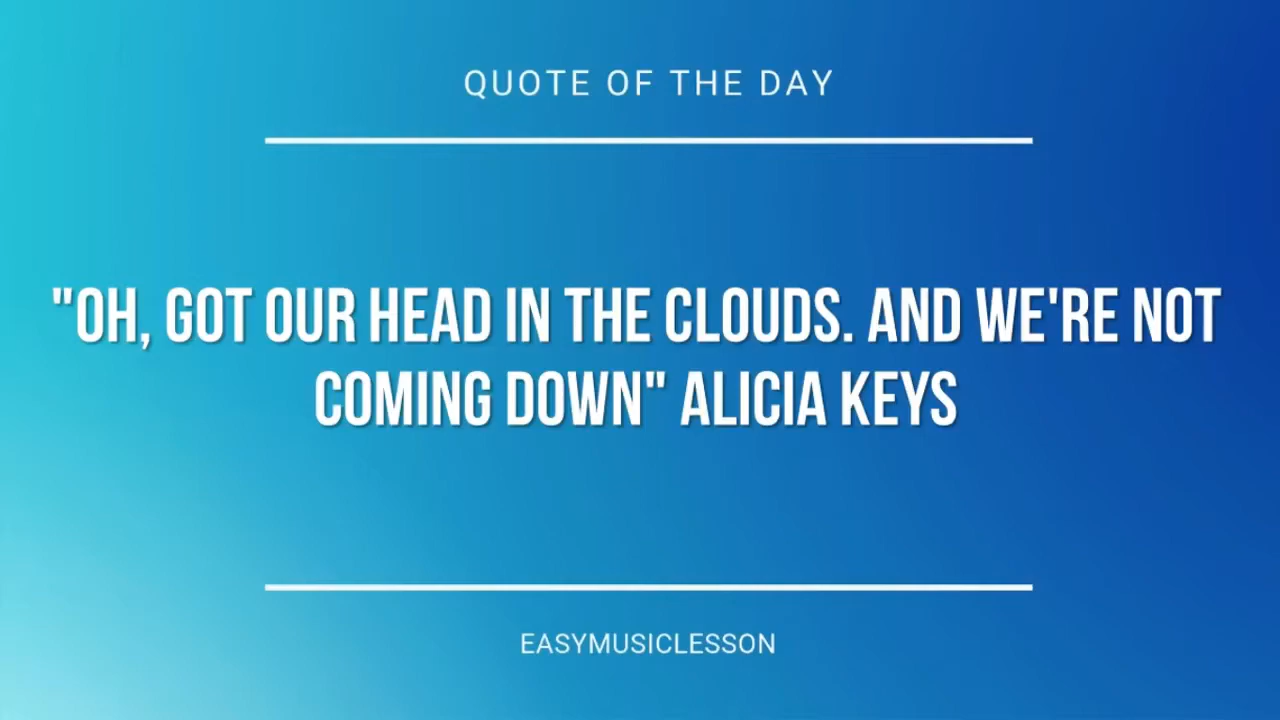 QUOTE OF THE DAY
"OH, GOT OUR HEAD IN THE CLOUDS. AND WE'RE NOT
COMING DOWN" ALICIA KEYS
EASYMUSICLESSON